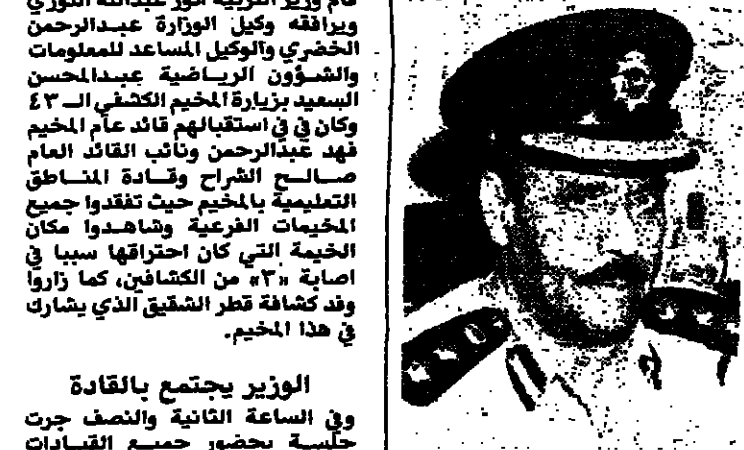 قام وزير التربية أنور عبدالله النوري
ويرافقه وكيل الوزارة عبدالرحمن
الخضري والوكيل المساعد للمعلومات
والشؤون الرياضية عبدالمحسن
السعيد بزيارة المخيم الكشفي الـ ٤٣
وكان في في استقبالهم قائد عام المخيم
فهد عبدالرحمن ونائب القائد العام
صالح الشراح وقادة المناطق
التعليمية بالمخيم حيث تفقدوا جميع
المخيمات الفرعية وشاهدوا مكان
الخيمة التي كان احتراقها سببا في
اصابة «٣» من الكشافين، كما زاروا
وفد كشافة قطر الشقيق الذي يشارك
في هذا المخيم.
الوزير يجتمع بالقادة
وفي الساعة الثانية والنصف جرت
جلسة بحضور جميع القيادات